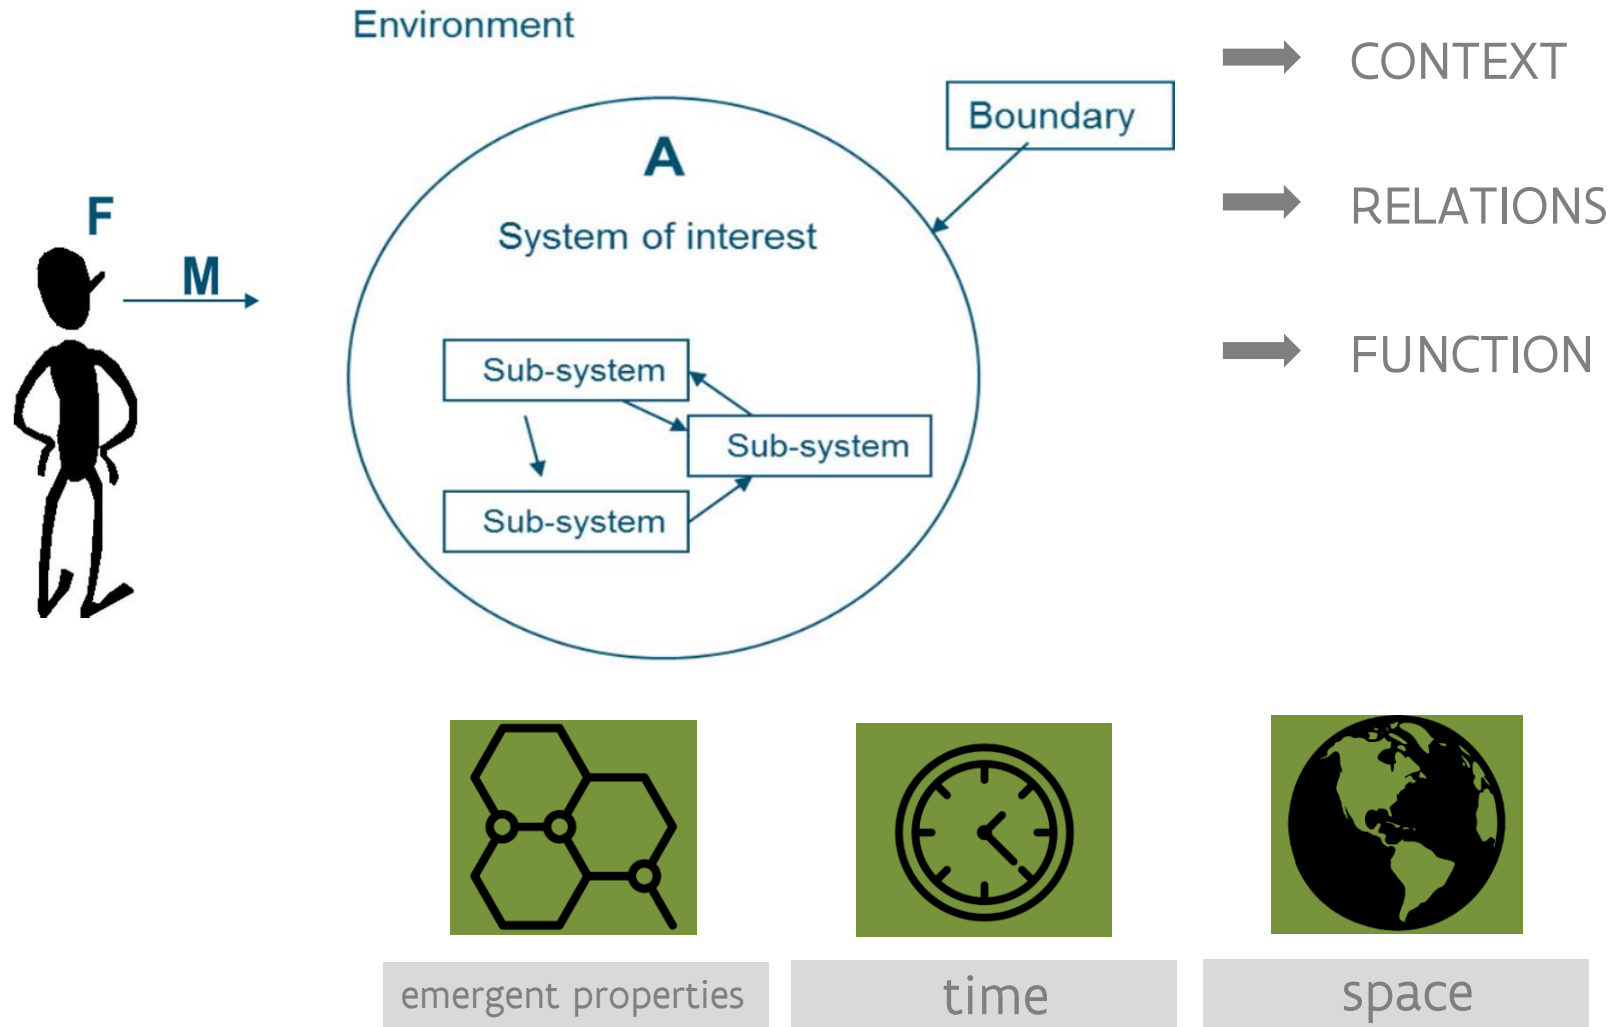 Environment
CONTEXT
Boundary
A
F
RELATIONS
System of interest
M
Sub-system
FUNCTION
Sub-system
Sub-system
emergent properties
time
space